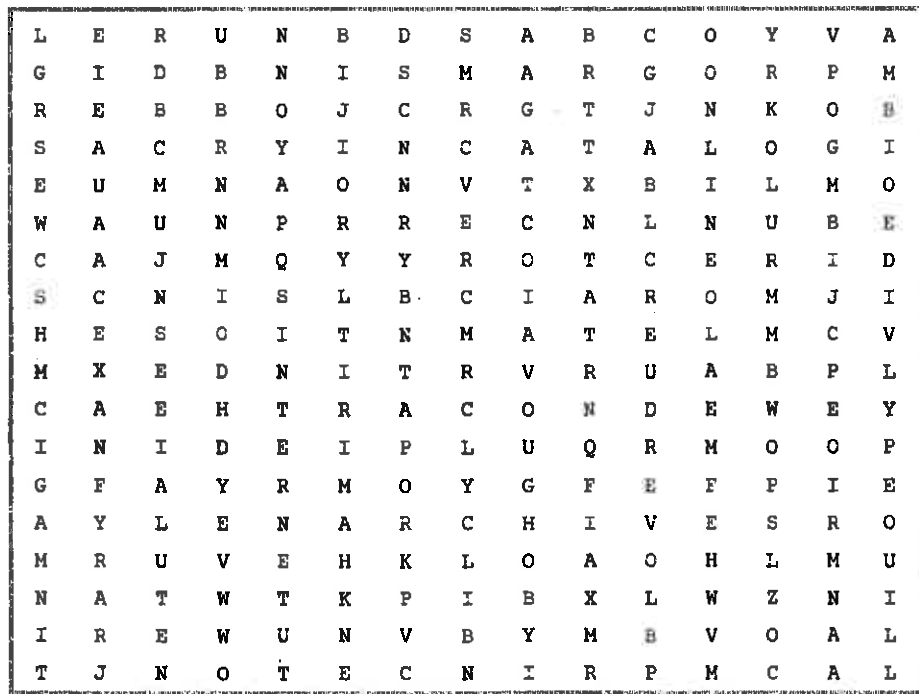 L E R U N B D S A B C O Y V A
G I D B N I S M A R G O R P M
R E B B O J C R G T J N K O B
S A C R Y I N C A T A L O G I
E U M N A O N V T X B I L M O
W A U N P R R E C N L N U B E
C A J M Q Y Y R O T C E R I D
S C N I S L B C I A R O M J I
H E S O I T N M A T E L M C V
M X E D N I T R V R U A B P L
C A E H T R A C O N D E W E Y
I N I D E I P L U Q R M O O P
G F A Y R M O Y G F E F P I E
A Y L E N A R C H I V E S R O
M R U V E H K L O A O H L M U
N A T W T K P I B X L W Z N I
I R E W U N V B Y M B V O A L
T J N O T E C N I R P M C A L